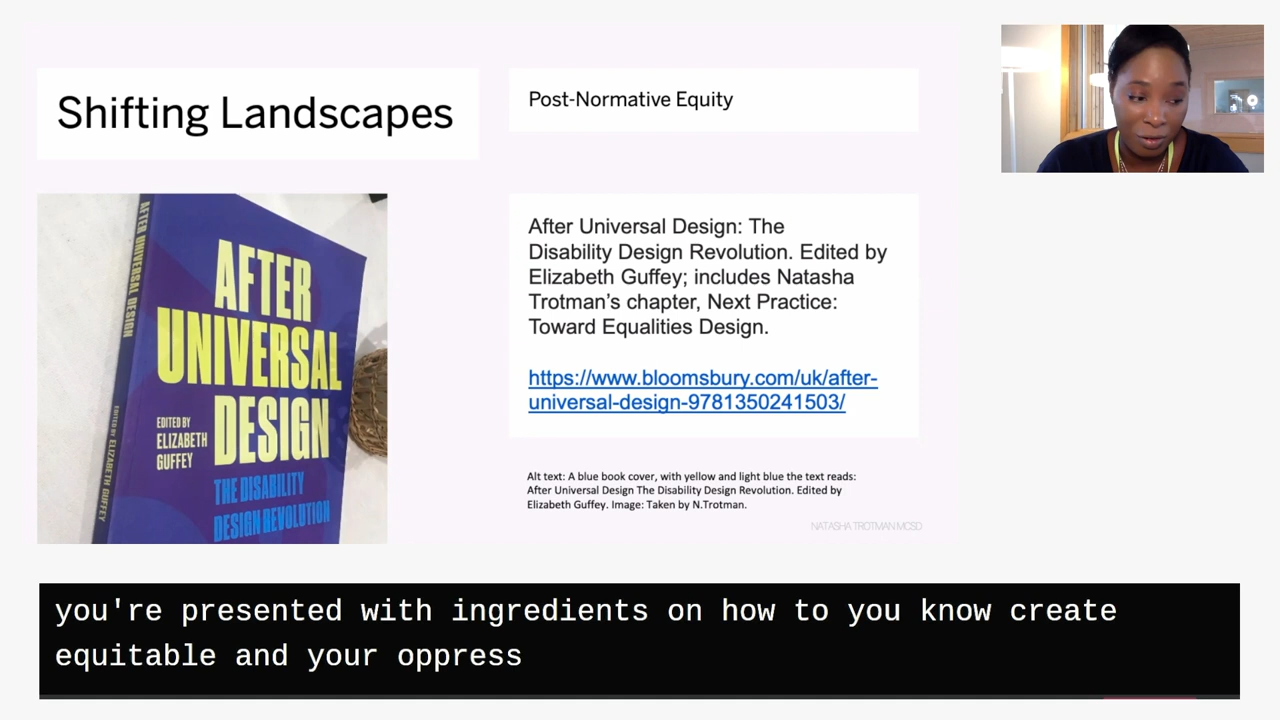 Shifting Landscapes
Post-Normative Equity
AFTER UNIVERSAL DESIGN
EDITED BY ELIZABETH GUFFEY
AFTER
UNIVERSAL
DESIGN
EDITED BY
ELIZABETH
GUFFEY
THE DISABILITY
DESIGN REVOLUTION
After Universal Design: The
Disability Design Revolution. Edited by
Elizabeth Guffey; includes Natasha
Trotman’s chapter, Next Practice:
Toward Equalities Design.
https://www.bloomsbury.com/uk/after-
universal-design-9781350241503/
Alt text: A blue book cover, with yellow and light blue the text reads:
After Universal Design The Disability Design Revolution. Edited by
Elizabeth Guffey. Image: Taken by N.Trotman.
NATASHA TROTMAN MCSD
you're presented with ingredients on how to you know create
equitable and your oppress